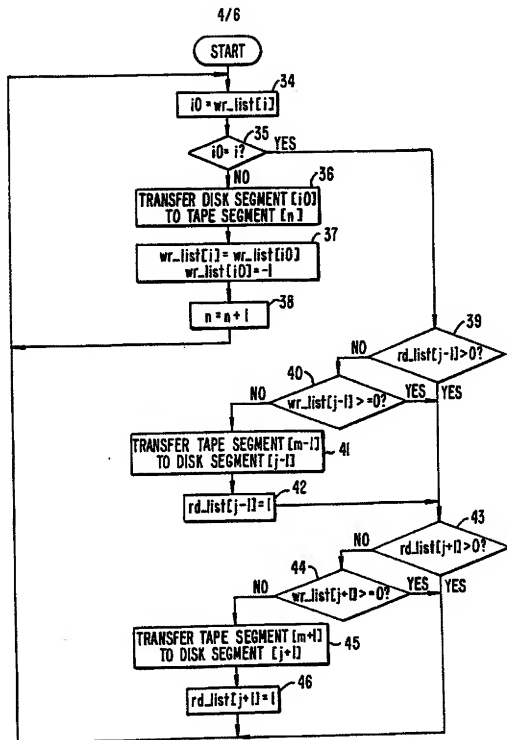 4/6
START
34
i0 = wr_list[i]
35
i0 = i?
YES
NO
36
TRANSFER DISK SEGMENT [i0]
TO TAPE SEGMENT [n]
37
wr_list[i] = wr_list[i0]
wr_list[i0] = -1
38
n = n + 1
39
rd_list[j-1] > 0?
NO
YES
40
wr_list[j-1] >= 0?
NO
YES
TRANSFER TAPE SEGMENT [m-1]
TO DISK SEGMENT [j-1]
41
42
rd_list[j-1] = 1
43
rd_list[j+1] > 0?
NO
YES
44
wr_list[j+1] >= 0?
NO
YES
TRANSFER TAPE SEGMENT [m+1]
TO DISK SEGMENT [j+1]
45
46
rd_list[j+1] = 1